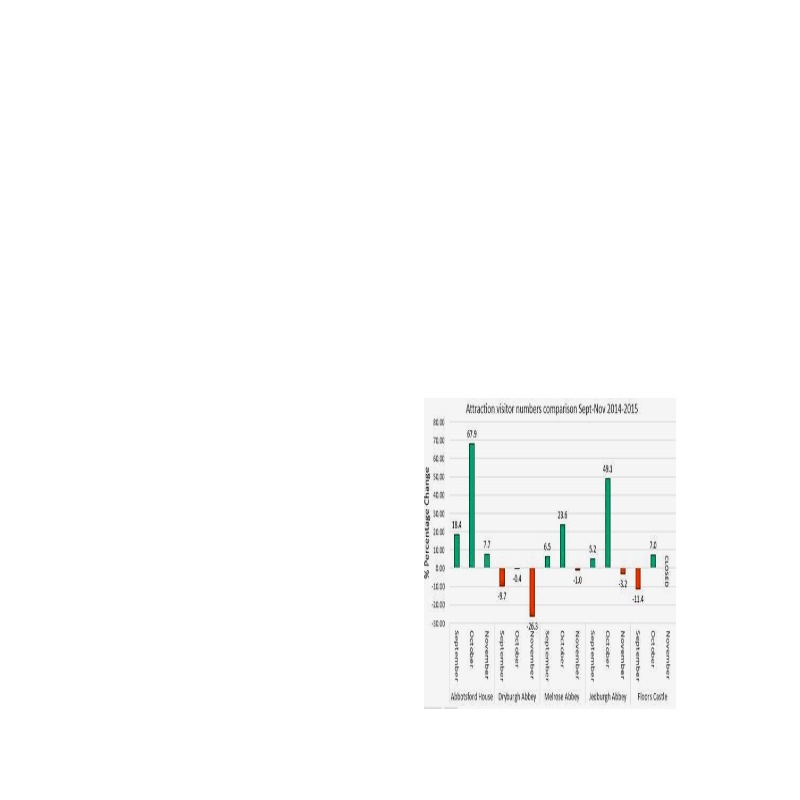 Attraction visitor numbers comparison Sept-Nov 2014-2015
% Percentage Change
80.00
70.00
60.00
50.00
40.00
30.00
20.00
10.00
0.00
-10.00
-20.00
-30.00
18.4
67.9
7.7
-9.7
-0.4
-26.3
6.5
23.6
-1.0
5.2
49.1
-3.2
-11.4
7.0
CLOSED
September
October
November
September
October
November
September
October
November
September
October
November
September
October
November
Abbotsford House
Dryburgh Abbey
Melrose Abbey
Jedburgh Abbey
Floors Castle